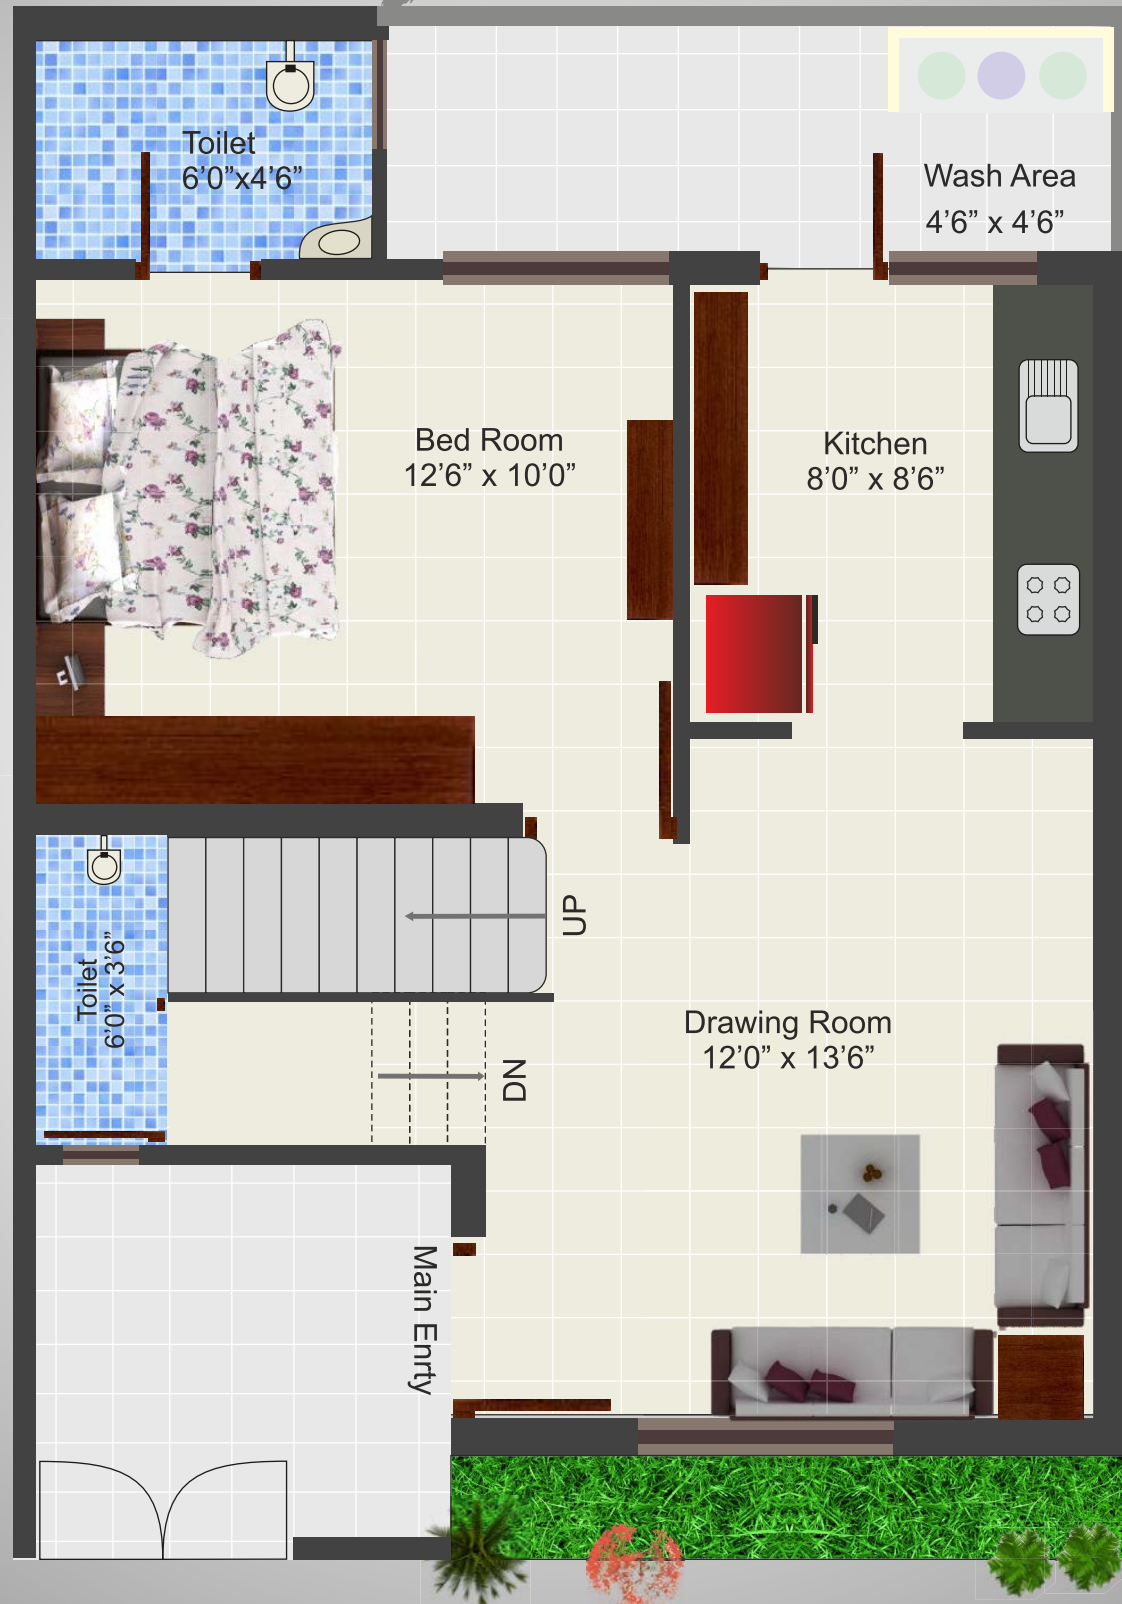 Toilet
6’0”x4’6”
Wash Area
4’6” x 4’6”
Bed Room
12’6” x 10’0”
Kitchen
8’0” x 8’6”
UP
Toilet
6’0” x 3’6”
Drawing Room
12’0” x 13’6”
DN
Main Enrty